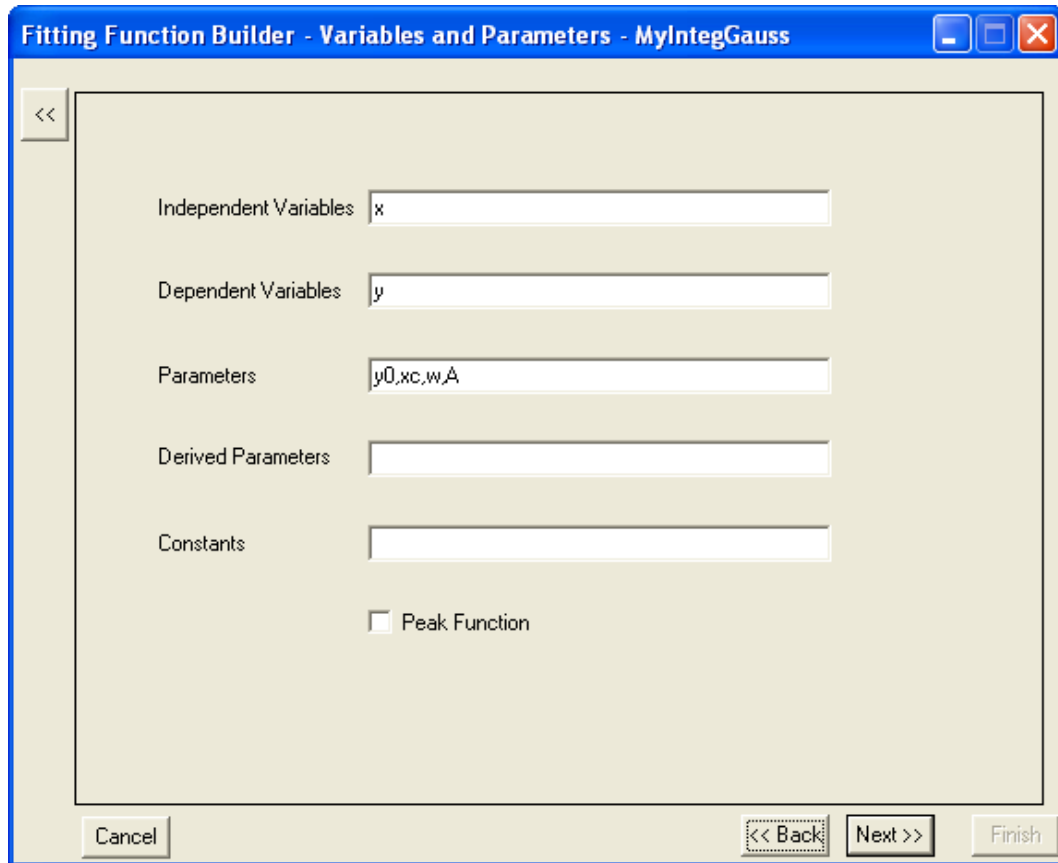 Fitting Function Builder - Variables and Parameters - MyIntegGauss
<<
Independent Variables x
Dependent Variables y
Parameters y0,xc,w,A
Derived Parameters
Constants
Peak Function
Cancel << Back Next >> Finish